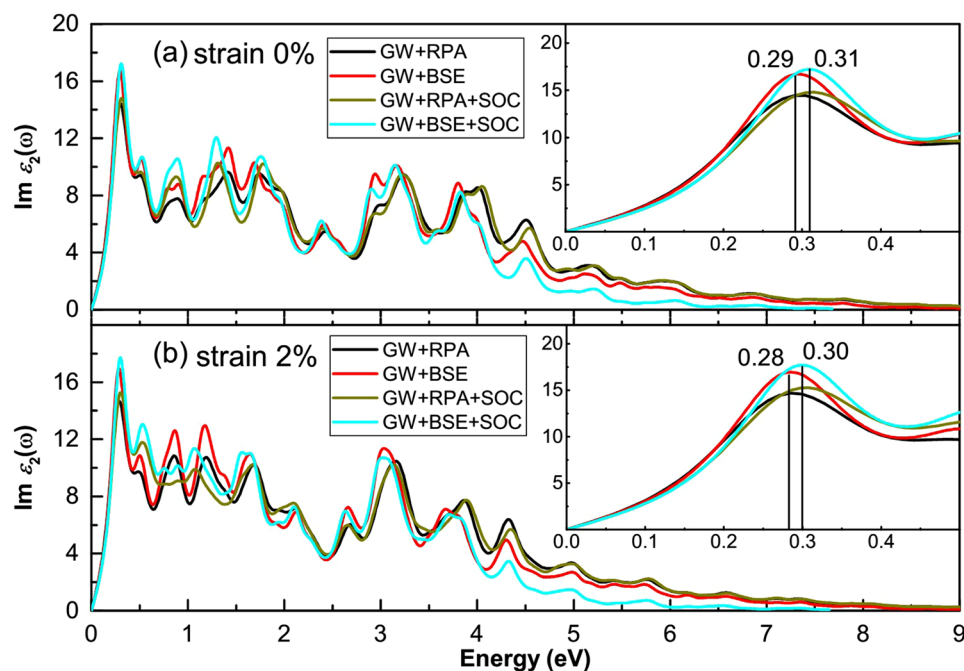 (a) strain 0%
GW+RPA
GW+BSE
GW+RPA+SOC
GW+BSE+SOC
0.29 0.31
20
16
12
8
4
0
Im ε₂(ω)
15
10
5
0.0 0.1 0.2 0.3 0.4
(b) strain 2%
GW+RPA
GW+BSE
GW+RPA+SOC
GW+BSE+SOC
0.28 0.30
16
12
8
4
0
Im ε₂(ω)
20
15
10
5
0.0 0.1 0.2 0.3 0.4
0 1 2 3 4 5 6 7 8 9
Energy (eV)